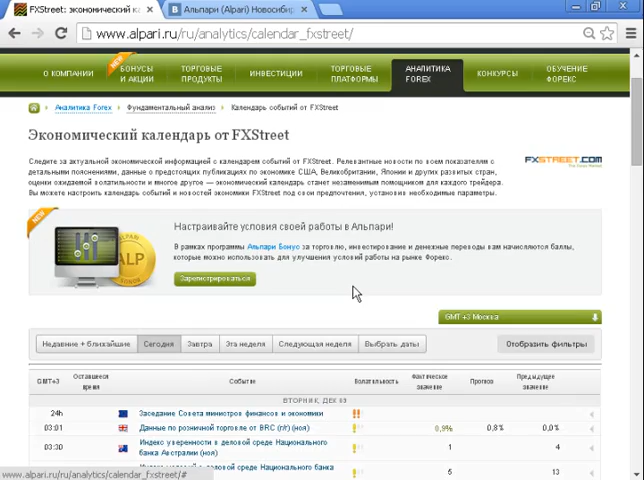 FXStreet: экономический к
Альпари (Alpari) Новосиби
www.alpari.ru/ru/analytics/calendar_fxstreet/
О КОМПАНИИ
NEW
БОНУСЫ И АКЦИИ
ТОРГОВЫЕ ПРОДУКТЫ
ИНВЕСТИЦИИ
ТОРГОВЫЕ ПЛАТФОРМЫ
АНАЛИТИКА FOREX
КОНКУРСЫ
ОБУЧЕНИЕ ФОРЕКС
Аналитика Forex Фундаментальный анализ Календарь событий от FXStreet
Экономический календарь от FXStreet
Следите за актуальной экономической информацией с календарем событий от FXStreet. Релевантные новости по всем показателям с
детальными пояснениями, данные о предстоящих публикациях по экономике США, Великобритании, Японии и других развитых стран,
оценки ожидаемой волатильности и многое другое — экономический календарь станет незаменимым помощником для каждого трейдера.
Вы можете настроить календарь событий и новостей экономики FXStreet под свои предпочтения, установив необходимые параметры.
FXSTREET.COM
NEW
ALP
Настраивайте условия своей работы в Альпари!
В рамках программы Альпари Бонус за торговлю, инвестирование и денежные переводы вам начисляются баллы,
которые можно использовать для улучшения условий работы на рынке Форекс.
Зарегистрироваться
GMT+3 Москва
Недавние + ближайшие Сегодня Завтра Эта неделя Следующая неделя Выбрать даты Отобразить фильтры
GMT+3 Оставшееся время Событие Волатильность Фактическое значение Прогноз Предыдущее значение
24h Заседание Совета министров финансов и экономики
03:01 Данные по розничной торговле от BRC (г/г) (ноя) 0,9% 0,8% 0,0%
03:30 Индекс уверенности в деловой среде Национального банка Австралии (ноя) 1 4
Индекс условий в деловой среде Национального банка 5 13
www.alpari.ru/ru/analytics/calendar_fxstreet/#